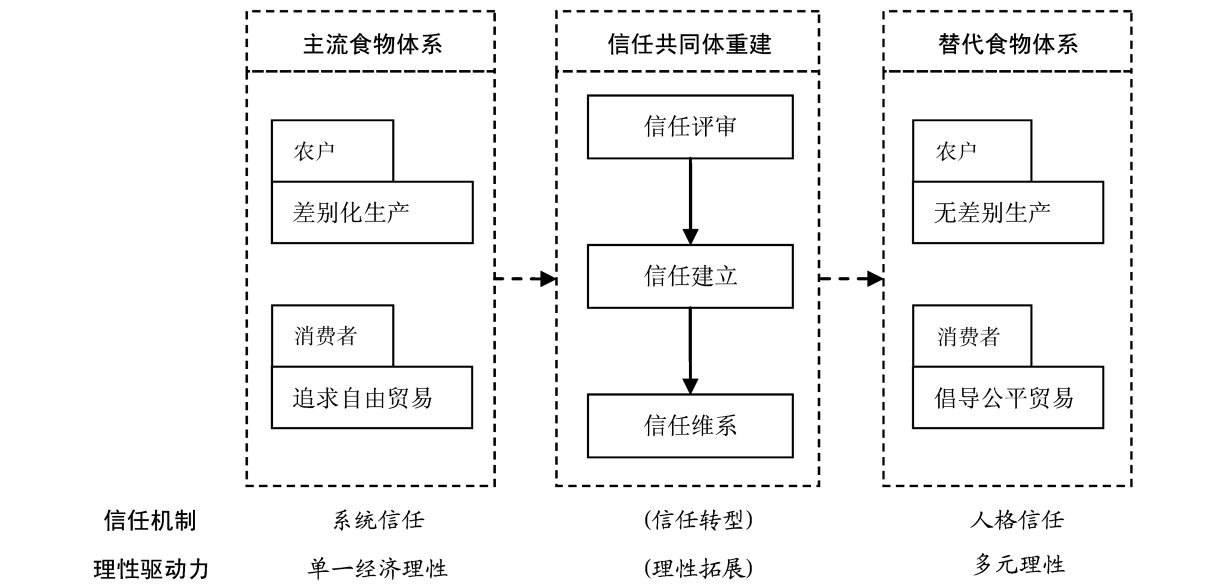 主流食物体系
信任共同体重建
替代食物体系
农户
差别化生产
消费者
追求自由贸易
信任评审
信任建立
信任维系
农户
无差别生产
消费者
倡导公平贸易
信任机制 系统信任 (信任转型) 人格信任
理性驱动力 单一经济理性 (理性拓展) 多元理性